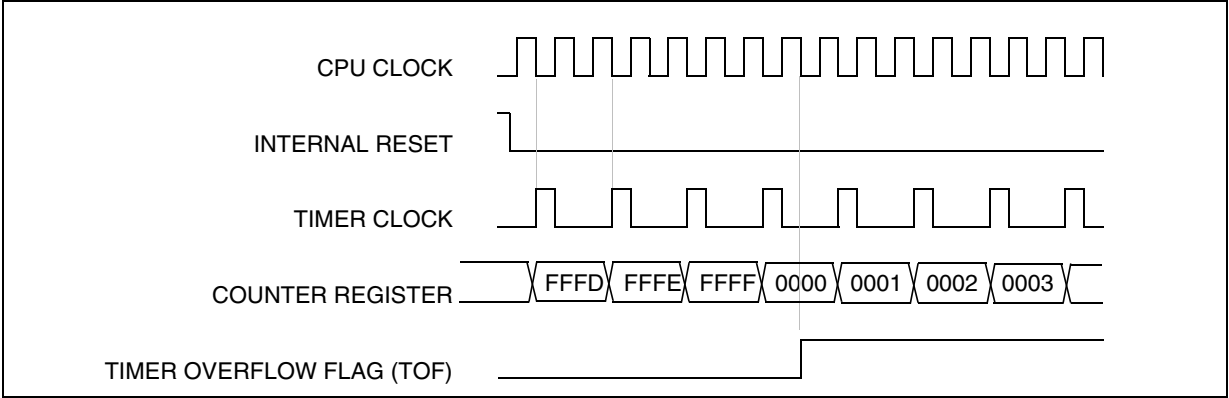 CPU CLOCK
INTERNAL RESET
TIMER CLOCK
COUNTER REGISTER FFFD FFFE FFFF 0000 0001 0002 0003
TIMER OVERFLOW FLAG (TOF)